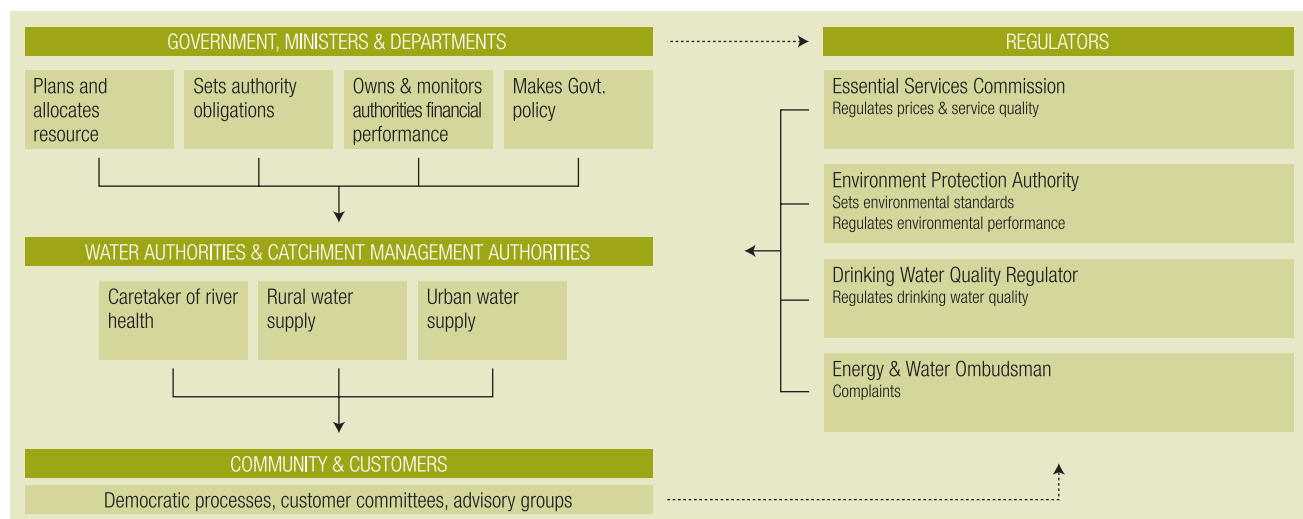 GOVERNMENT, MINISTERS & DEPARTMENTS
Plans and
allocates
resource
Sets authority
obligations
Owns & monitors
authorities financial
performance
Makes Govt.
policy
WATER AUTHORITIES & CATCHMENT MANAGEMENT AUTHORITIES
Caretaker of river
health
Rural water
supply
Urban water
supply
COMMUNITY & CUSTOMERS
Democratic processes, customer committees, advisory groups
REGULATORS
Essential Services Commission
Regulates prices & service quality
Environment Protection Authority
Sets environmental standards
Regulates environmental performance
Drinking Water Quality Regulator
Regulates drinking water quality
Energy & Water Ombudsman
Complaints